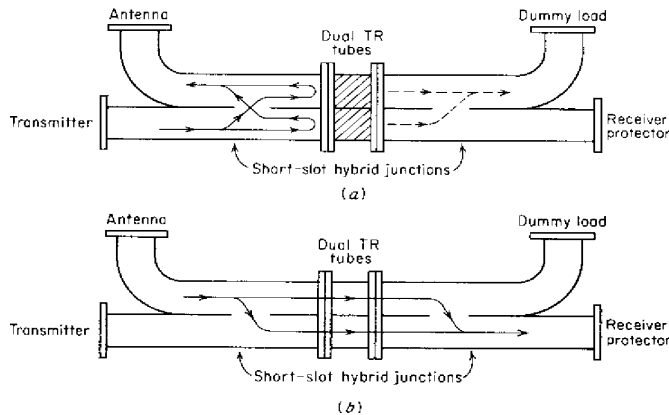 Antenna
Dual TR
tubes
Dummy load
Transmitter
Receiver
protector
Short-slot hybrid junctions
(a)
Antenna
Dual TR
tubes
Dummy load
Transmitter
Receiver
protector
Short-slot hybrid junctions
(b)